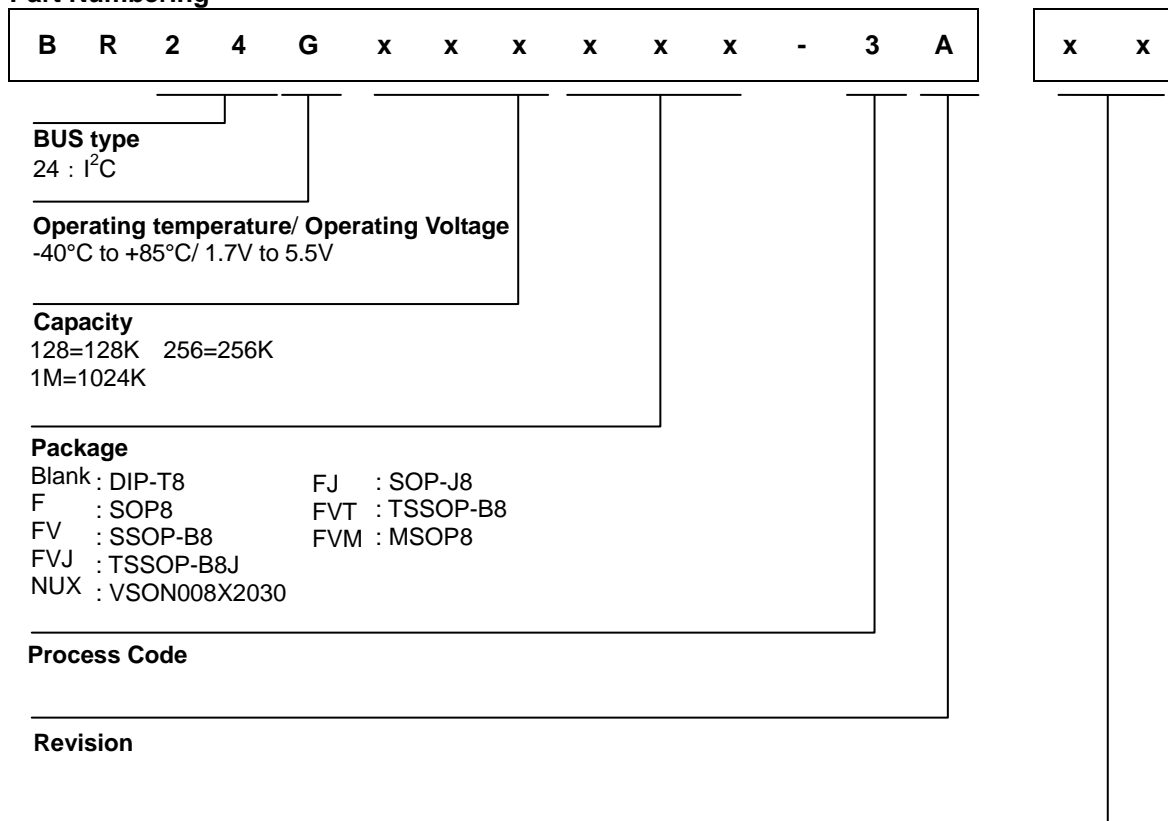 B R 2 4 G x x x x x x - 3 A x x
BUS type
24 : I²C
Operating temperature/ Operating Voltage
-40°C to +85°C/ 1.7V to 5.5V
Capacity
128=128K 256=256K
1M=1024K
Package
Blank : DIP-T8 FJ : SOP-J8
F : SOP8 FVT : TSSOP-B8
FV : SSOP-B8 FVM : MSOP8
FVJ : TSSOP-B8J
NUX : VSON008X2030
Process Code
Revision